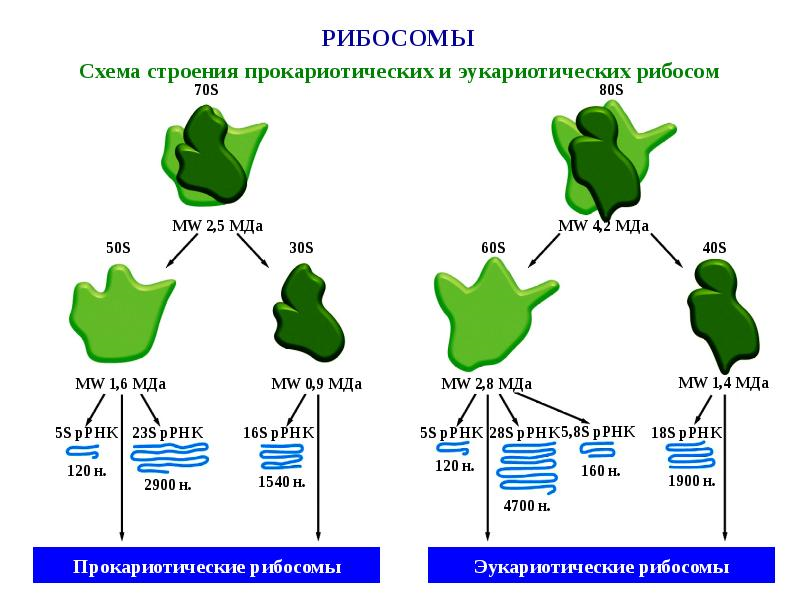 РИБОСОМЫ
Схема строения прокариотических и эукариотических рибосом
70S
80S
MW 2,5 МДа
MW 4,2 МДа
50S
30S
60S
40S
MW 1,6 МДа
MW 0,9 МДа
MW 2,8 МДа
MW 1,4 МДа
5S рРНК
23S рРНК
16S рРНК
5S рРНК
28S рРНК
5,8S рРНК
18S рРНК
120 н.
2900 н.
1540 н.
120 н.
4700 н.
160 н.
1900 н.
Прокариотические рибосомы
Эукариотические рибосомы